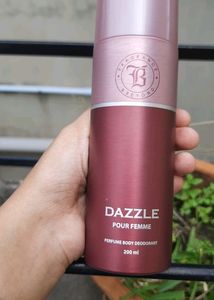 B
DAZZLE
POUR FEMME
PERFUME BODY DEODORANT
200 ml